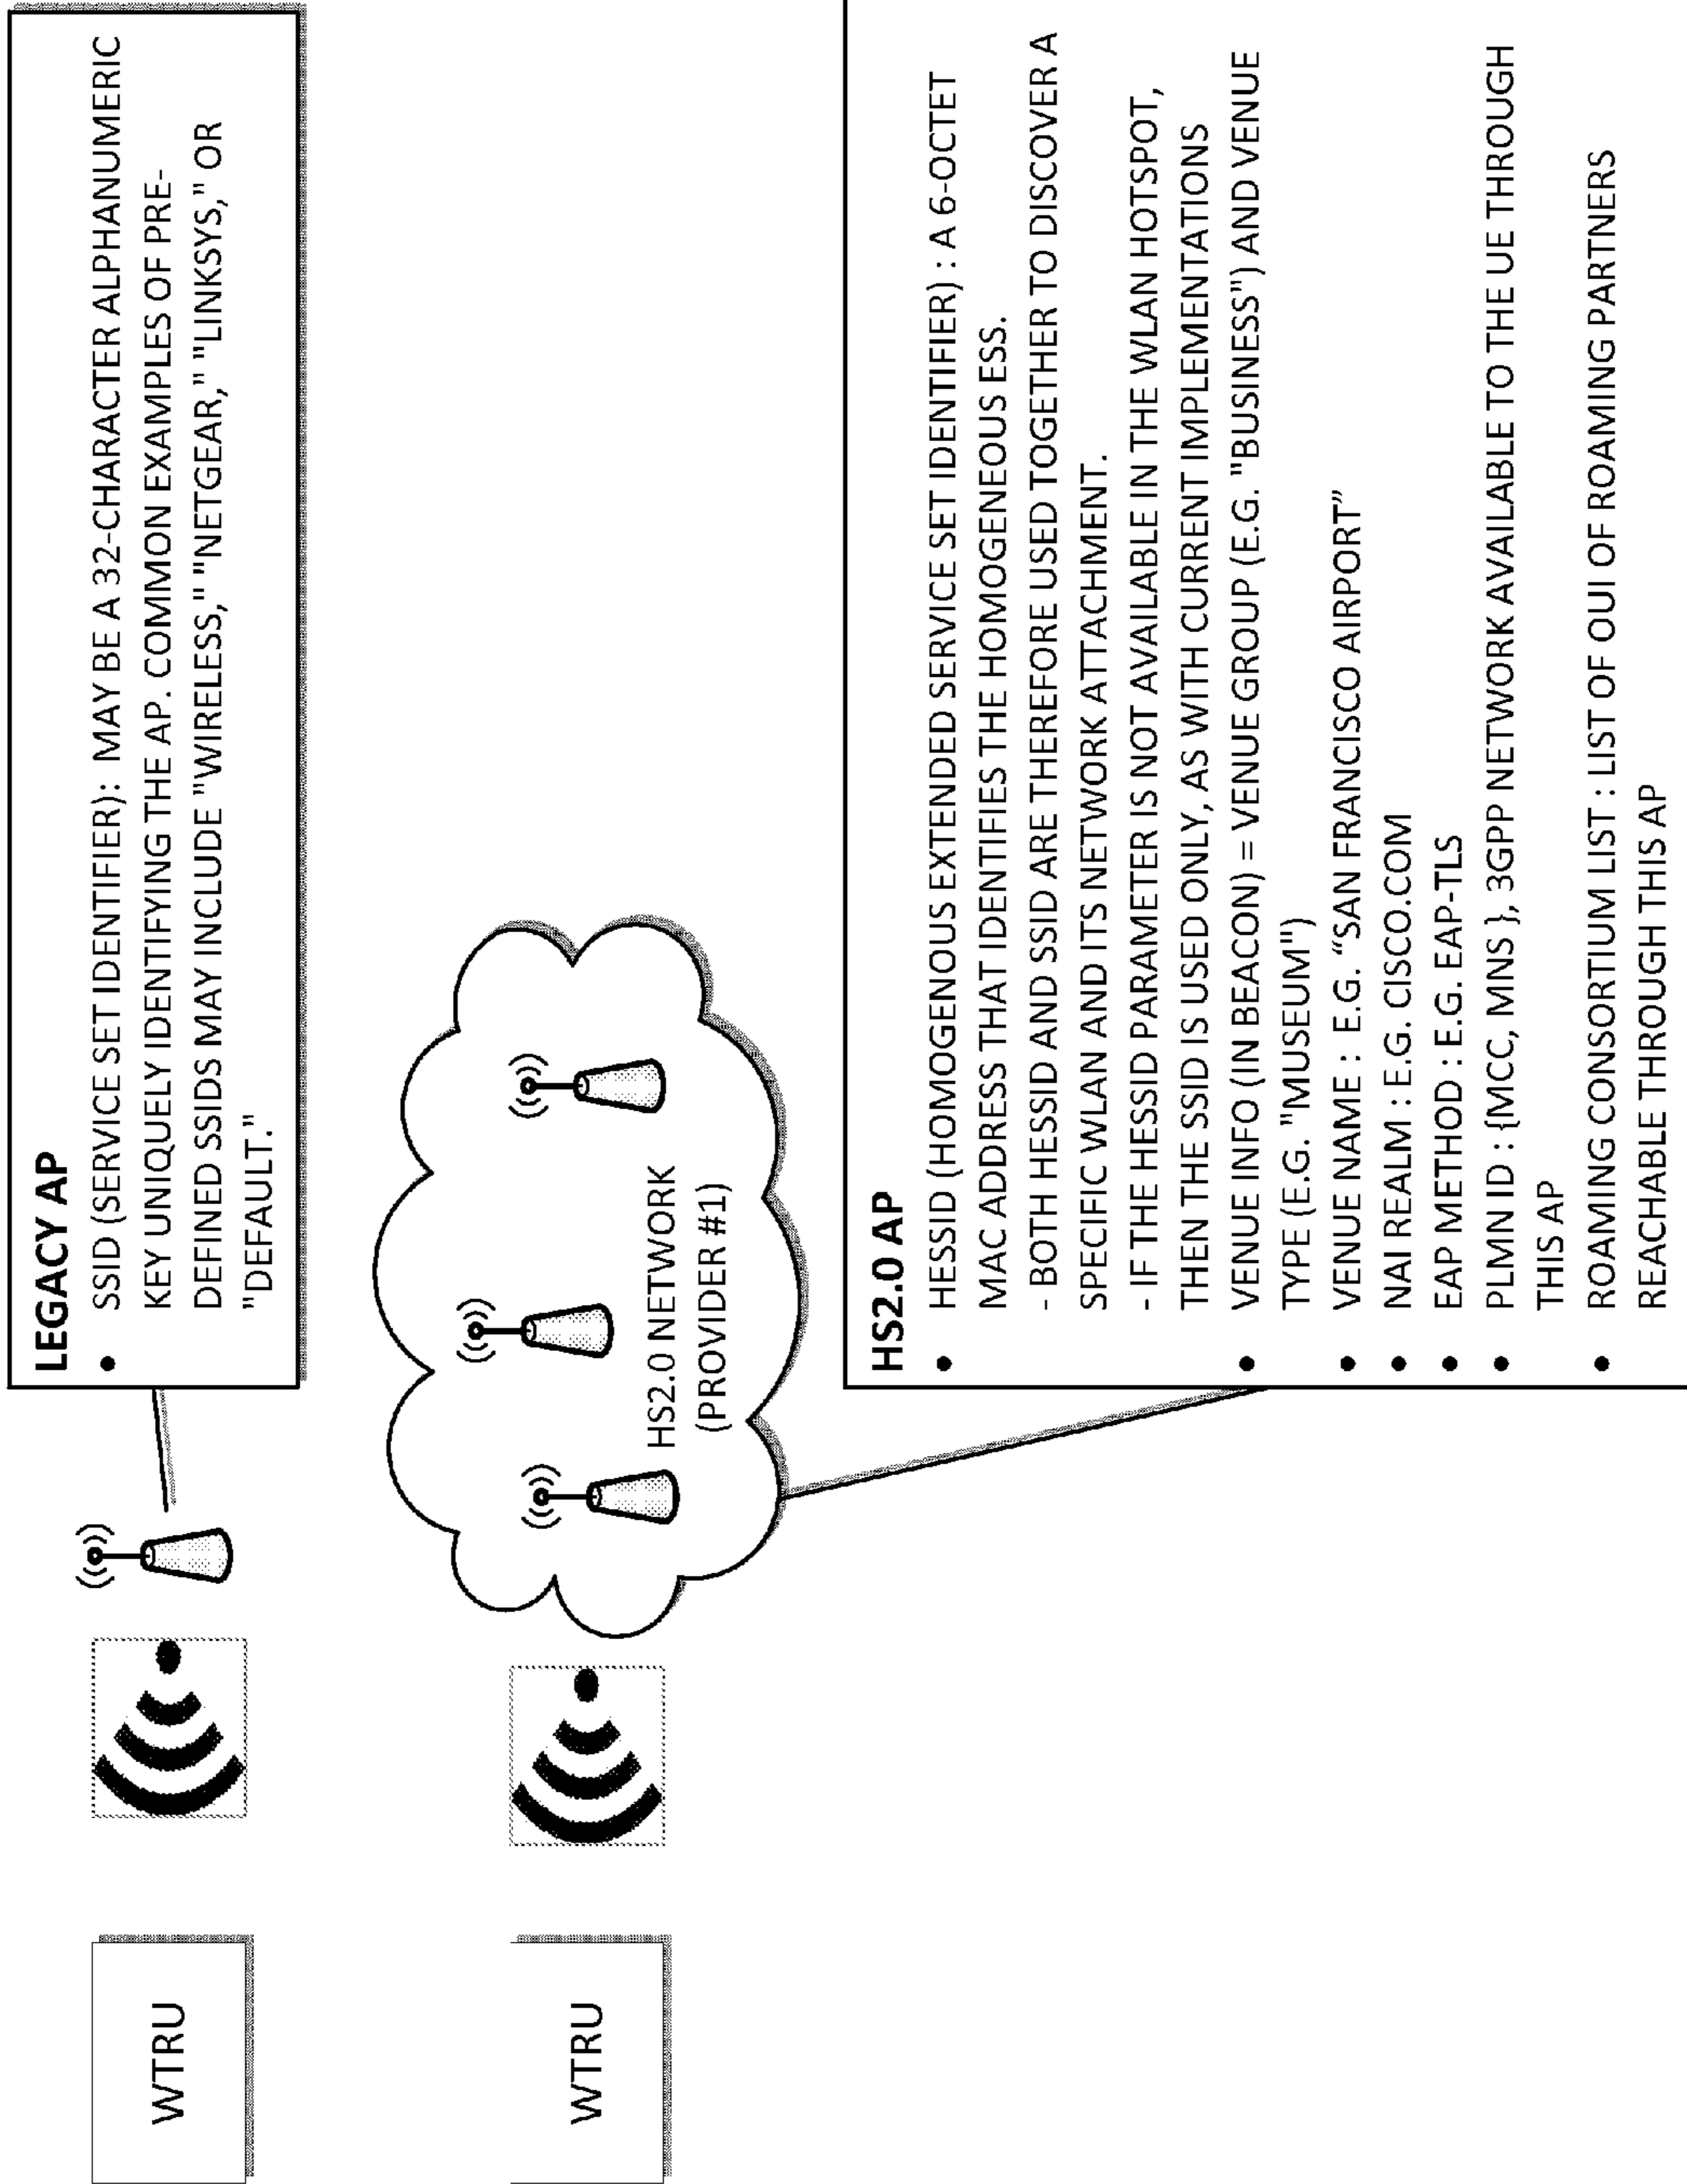 LEGACY AP
• SSID (SERVICE SET IDENTIFIER): MAY BE A 32-CHARACTER ALPHANUMERIC
KEY UNIQUELY IDENTIFYING THE AP. COMMON EXAMPLES OF PRE-
DEFINED SSIDS MAY INCLUDE "WIRELESS," "NETGEAR," "LINKSYS," OR
"DEFAULT."
WTRU
HS2.0 NETWORK
(PROVIDER #1)
WTRU
HS2.0 AP
• HESSID (HOMOGENOUS EXTENDED SERVICE SET IDENTIFIER) : A 6-OCTET
MAC ADDRESS THAT IDENTIFIES THE HOMOGENEOUS ESS.
- BOTH HESSID AND SSID ARE THEREFORE USED TOGETHER TO DISCOVER A
SPECIFIC WLAN AND ITS NETWORK ATTACHMENT.
- IF THE HESSID PARAMETER IS NOT AVAILABLE IN THE WLAN HOTSPOT,
THEN THE SSID IS USED ONLY, AS WITH CURRENT IMPLEMENTATIONS
• VENUE INFO (IN BEACON) = VENUE GROUP (E.G. "BUSINESS") AND VENUE
TYPE (E.G. "MUSEUM")
• VENUE NAME : E.G. “SAN FRANCISCO AIRPORT”
• NAI REALM : E.G. CISCO.COM
• EAP METHOD : E.G. EAP-TLS
• PLMN ID : {MCC, MNS }, 3GPP NETWORK AVAILABLE TO THE UE THROUGH
THIS AP
• ROAMING CONSORTIUM LIST : LIST OF OUI OF ROAMING PARTNERS
REACHABLE THROUGH THIS AP